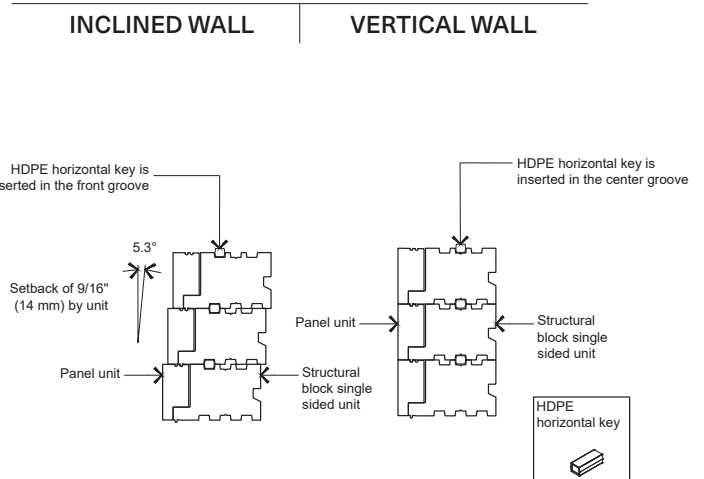 INCLINED WALL
VERTICAL WALL
HDPE horizontal key is
serted in the front groove
HDPE horizontal key is
inserted in the center groove
5.3°
Setback of 9/16"
(14 mm) by unit
Panel unit
Structural
block single
sided unit
Panel unit
Structural
block single
sided unit
HDPE
horizontal key